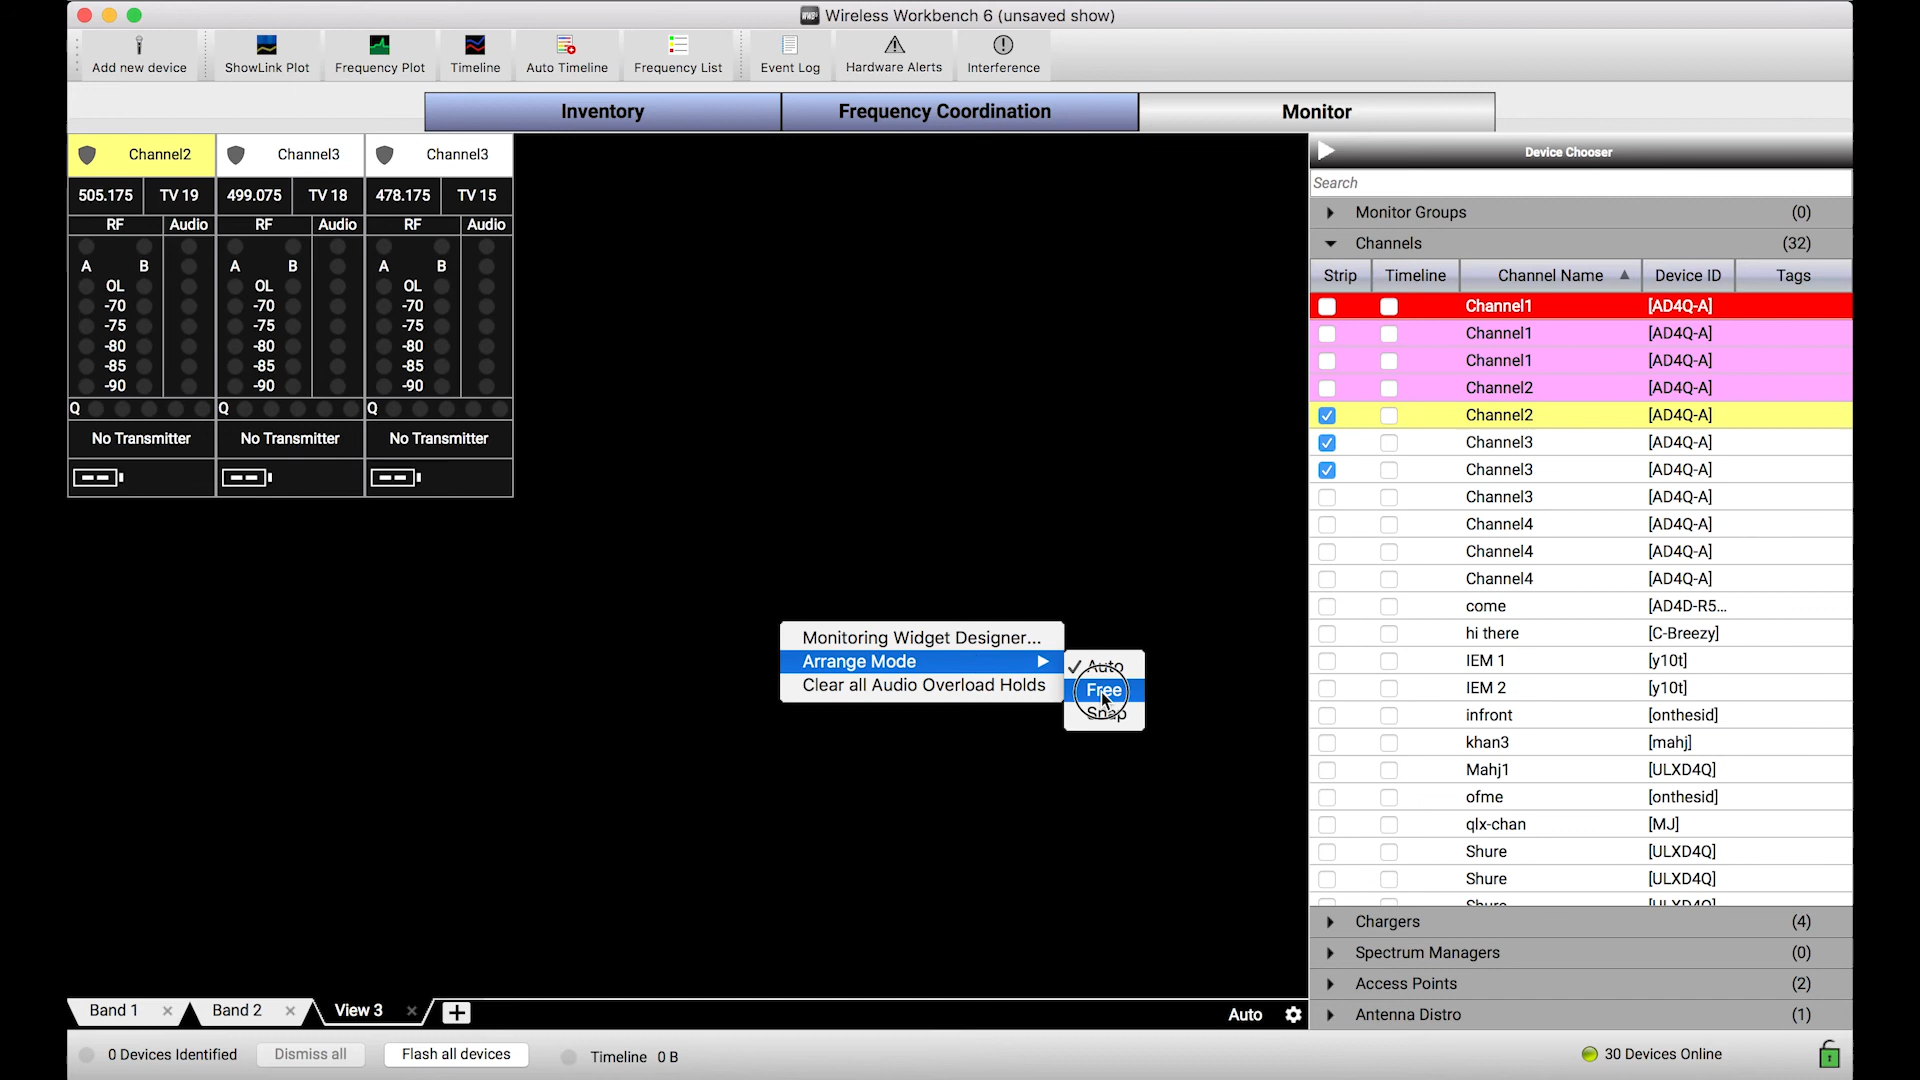 Wireless Workbench 6 (unsaved show)
Add new device ShowLink Plot Frequency Plot Timeline Auto Timeline Frequency List Event Log Hardware Alerts Interference
Inventory Frequency Coordination Monitor
Channel2 Channel3 Channel3
505.175 TV 19 499.075 TV 18 478.175 TV 15
RF Audio RF Audio RF Audio
A B A B A B
OL OL OL
-70 -70 -70
-75 -75 -75
-80 -80 -80
-85 -85 -85
-90 -90 -90
Q Q Q
No Transmitter No Transmitter No Transmitter
Monitoring Widget Designer...
Arrange Mode
Clear all Audio Overload Holds
Auto
Free
Snap
Device Chooser
Search
Monitor Groups (0)
Channels (32)
Strip Timeline Channel Name Device ID Tags
Channel1 [AD4Q-A]
Channel1 [AD4Q-A]
Channel1 [AD4Q-A]
Channel2 [AD4Q-A]
Channel2 [AD4Q-A]
Channel3 [AD4Q-A]
Channel3 [AD4Q-A]
Channel3 [AD4Q-A]
Channel4 [AD4Q-A]
Channel4 [AD4Q-A]
Channel4 [AD4Q-A]
come [AD4D-R5...
hi there [C-Breezy]
IEM 1 [y10t]
IEM 2 [y10t]
infront [onthesid]
khan3 [mahj]
Mahj1 [ULXD4Q]
ofme [onthesid]
qlx-chan [MJ]
Shure [ULXD4Q]
Shure [ULXD4Q]
Shure [ULXD4Q]
Chargers (4)
Spectrum Managers (0)
Access Points (2)
Antenna Distro (1)
Band 1 Band 2 View 3 Auto
0 Devices Identified Dismiss all Flash all devices Timeline 0 B 30 Devices Online